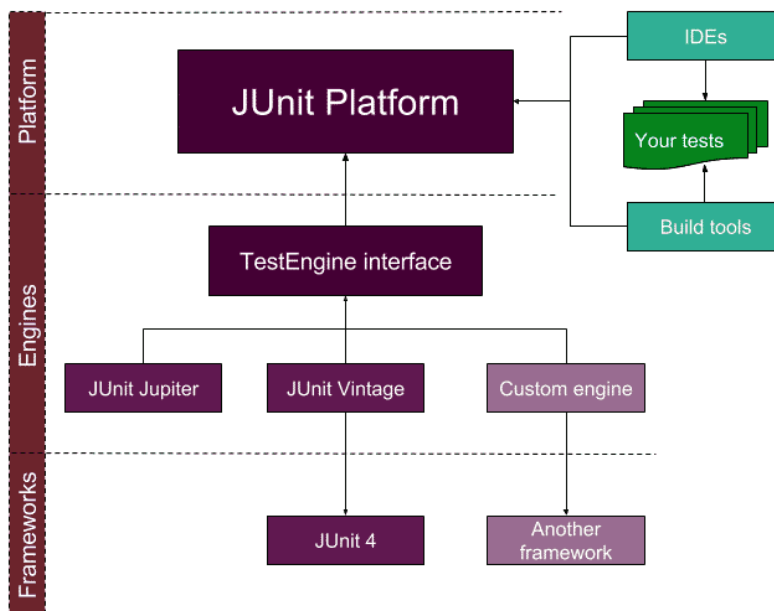 Platform
JUnit Platform
IDEs
Your tests
Build tools
Engines
TestEngine interface
JUnit Jupiter
JUnit Vintage
Custom engine
Frameworks
JUnit 4
Another
framework